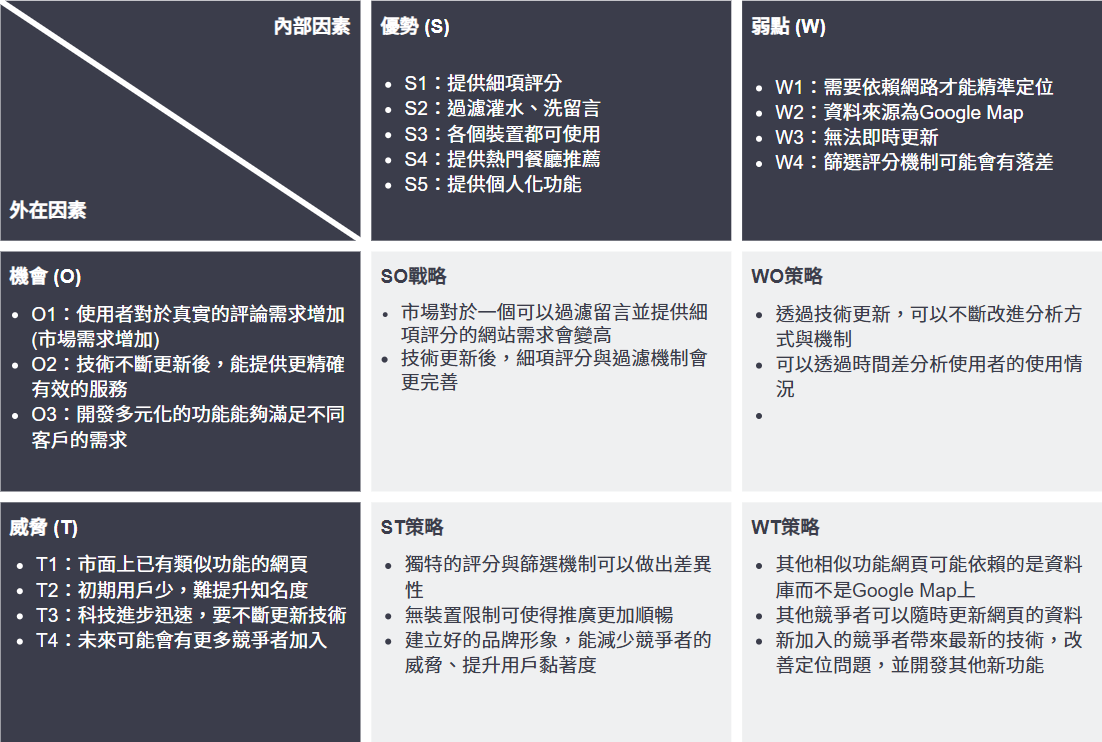 內部因素
外在因素
優勢 (S)
• S1：提供細項評分
• S2：過濾灌水、洗留言
• S3：各個裝置都可使用
• S4：提供熱門餐廳推薦
• S5：提供個人化功能
弱點 (W)
• W1：需要依賴網路才能精準定位
• W2：資料來源為Google Map
• W3：無法即時更新
• W4：篩選評分機制可能會有落差
機會 (O)
• O1：使用者對於真實的評論需求增加
(市場需求增加)
• O2：技術不斷更新後，能提供更精確
有效的服務
• O3：開發多元化的功能能夠滿足不同
客戶的需求
SO戰略
• 市場對於一個可以過濾留言並提供細
項評分的網站需求會變高
• 技術更新後，細項評分與過濾機制會
更完善
WO策略
• 透過技術更新，可以不斷改進分析方
式與機制
• 可以透過時間差分析使用者的使用情
況
•
威脅 (T)
• T1：市面上已有類似功能的網頁
• T2：初期用戶少，難提升知名度
• T3：科技進步迅速，要不斷更新技術
• T4：未來可能會有更多競爭者加入
ST策略
• 獨特的評分與篩選機制可以做出差異
性
• 無裝置限制可使得推廣更加順暢
• 建立好的品牌形象，能減少競爭者的
威脅、提升用戶黏著度
WT策略
• 其他相似功能網頁可能依賴的是資料
庫而不是Google Map上
• 其他競爭者可以隨時更新網頁的資料
• 新加入的競爭者帶來最新的技術，改
善定位問題，並開發其他新功能